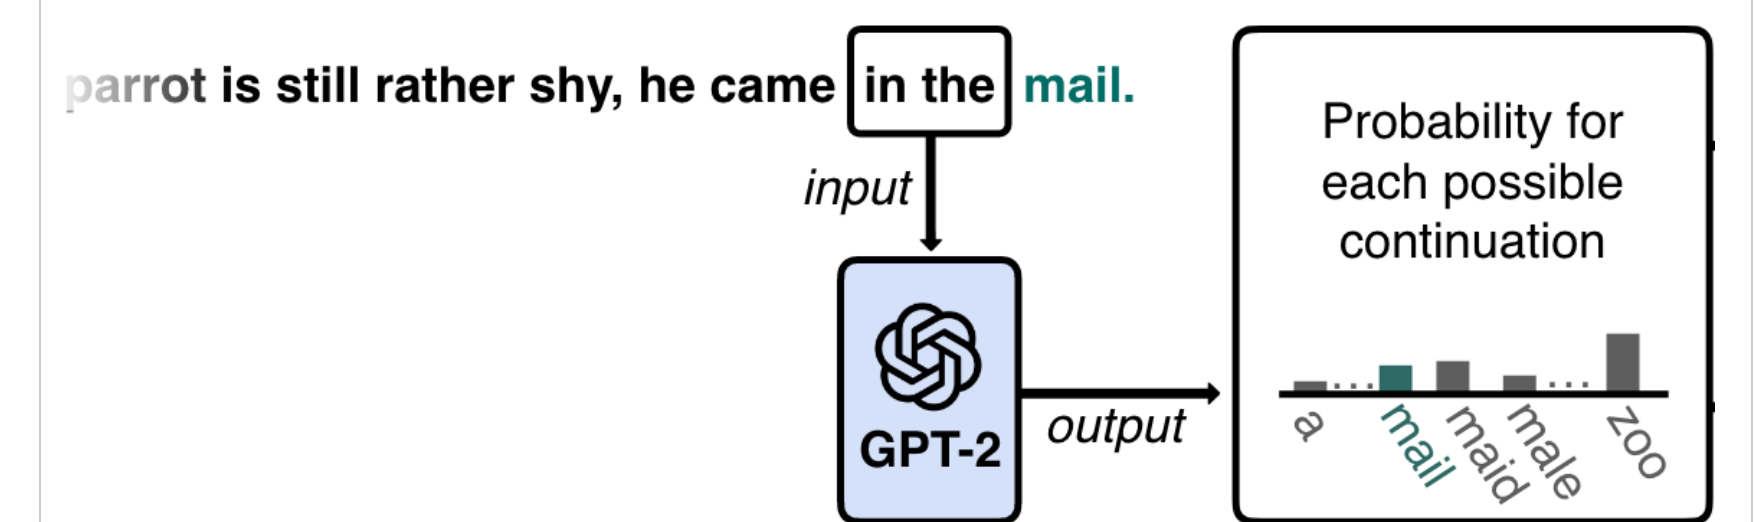 parrot is still rather shy, he came in the mail.
input
GPT-2
output
Probability for
each possible
continuation
a ... mail maid male ... zoo